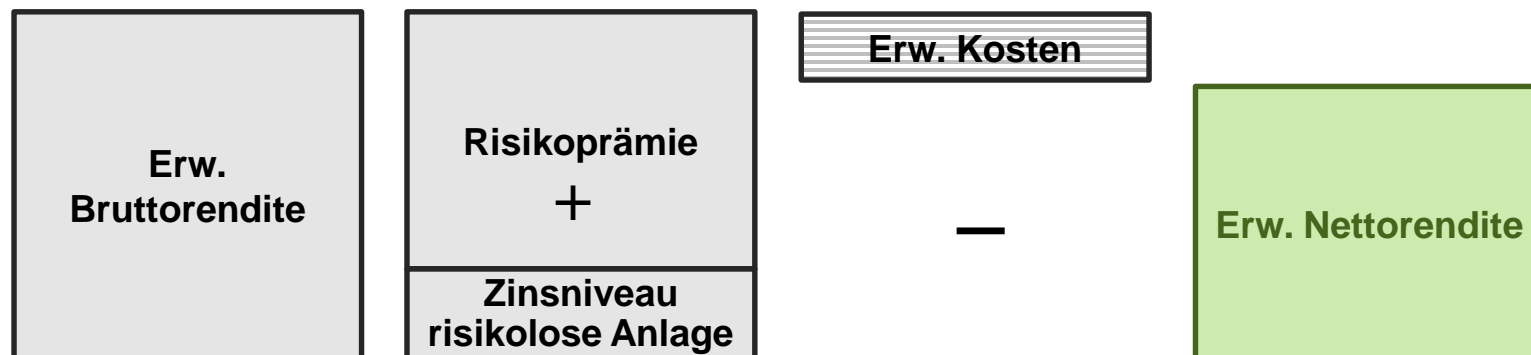 Erw.
Bruttorendite
Risikoprämie
+
Zinsniveau
risikolose Anlage
Erw. Kosten
–
Erw. Nettorendite